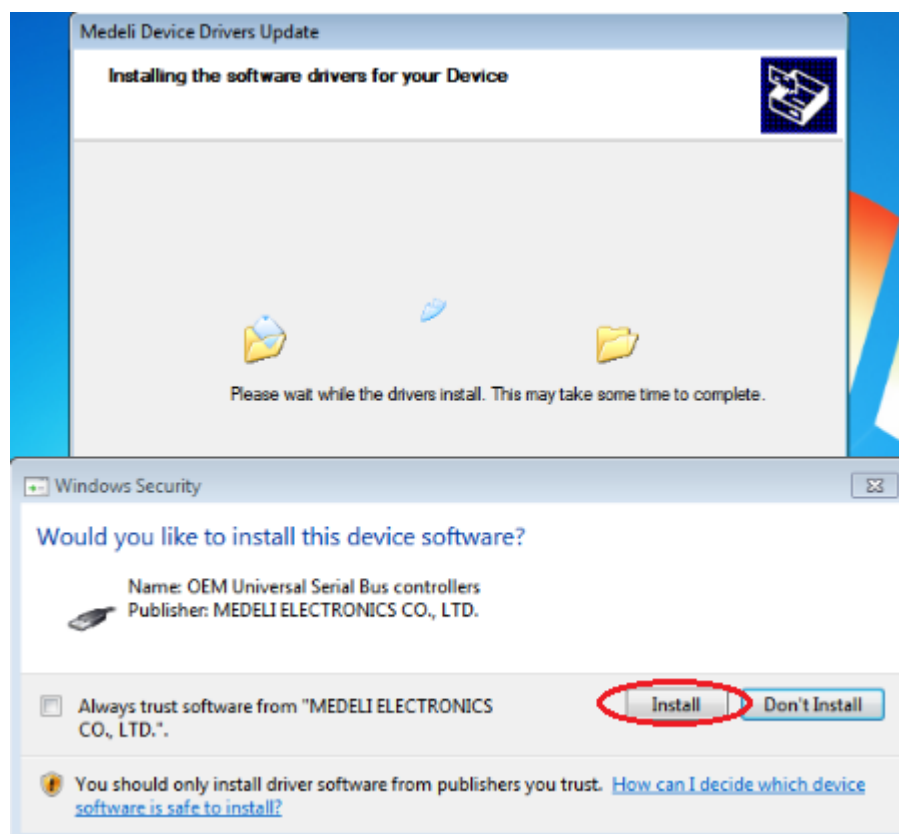 Medeli Device Drivers Update
Installing the software drivers for your Device
Please wait while the drivers install. This may take some time to complete.
Windows Security
Would you like to install this device software?
Name: OEM Universal Serial Bus controllers
Publisher: MEDELI ELECTRONICS CO., LTD.
Always trust software from "MEDELI ELECTRONICS
CO., LTD.".
Install
Don't Install
You should only install driver software from publishers you trust. How can I decide which device
software is safe to install?